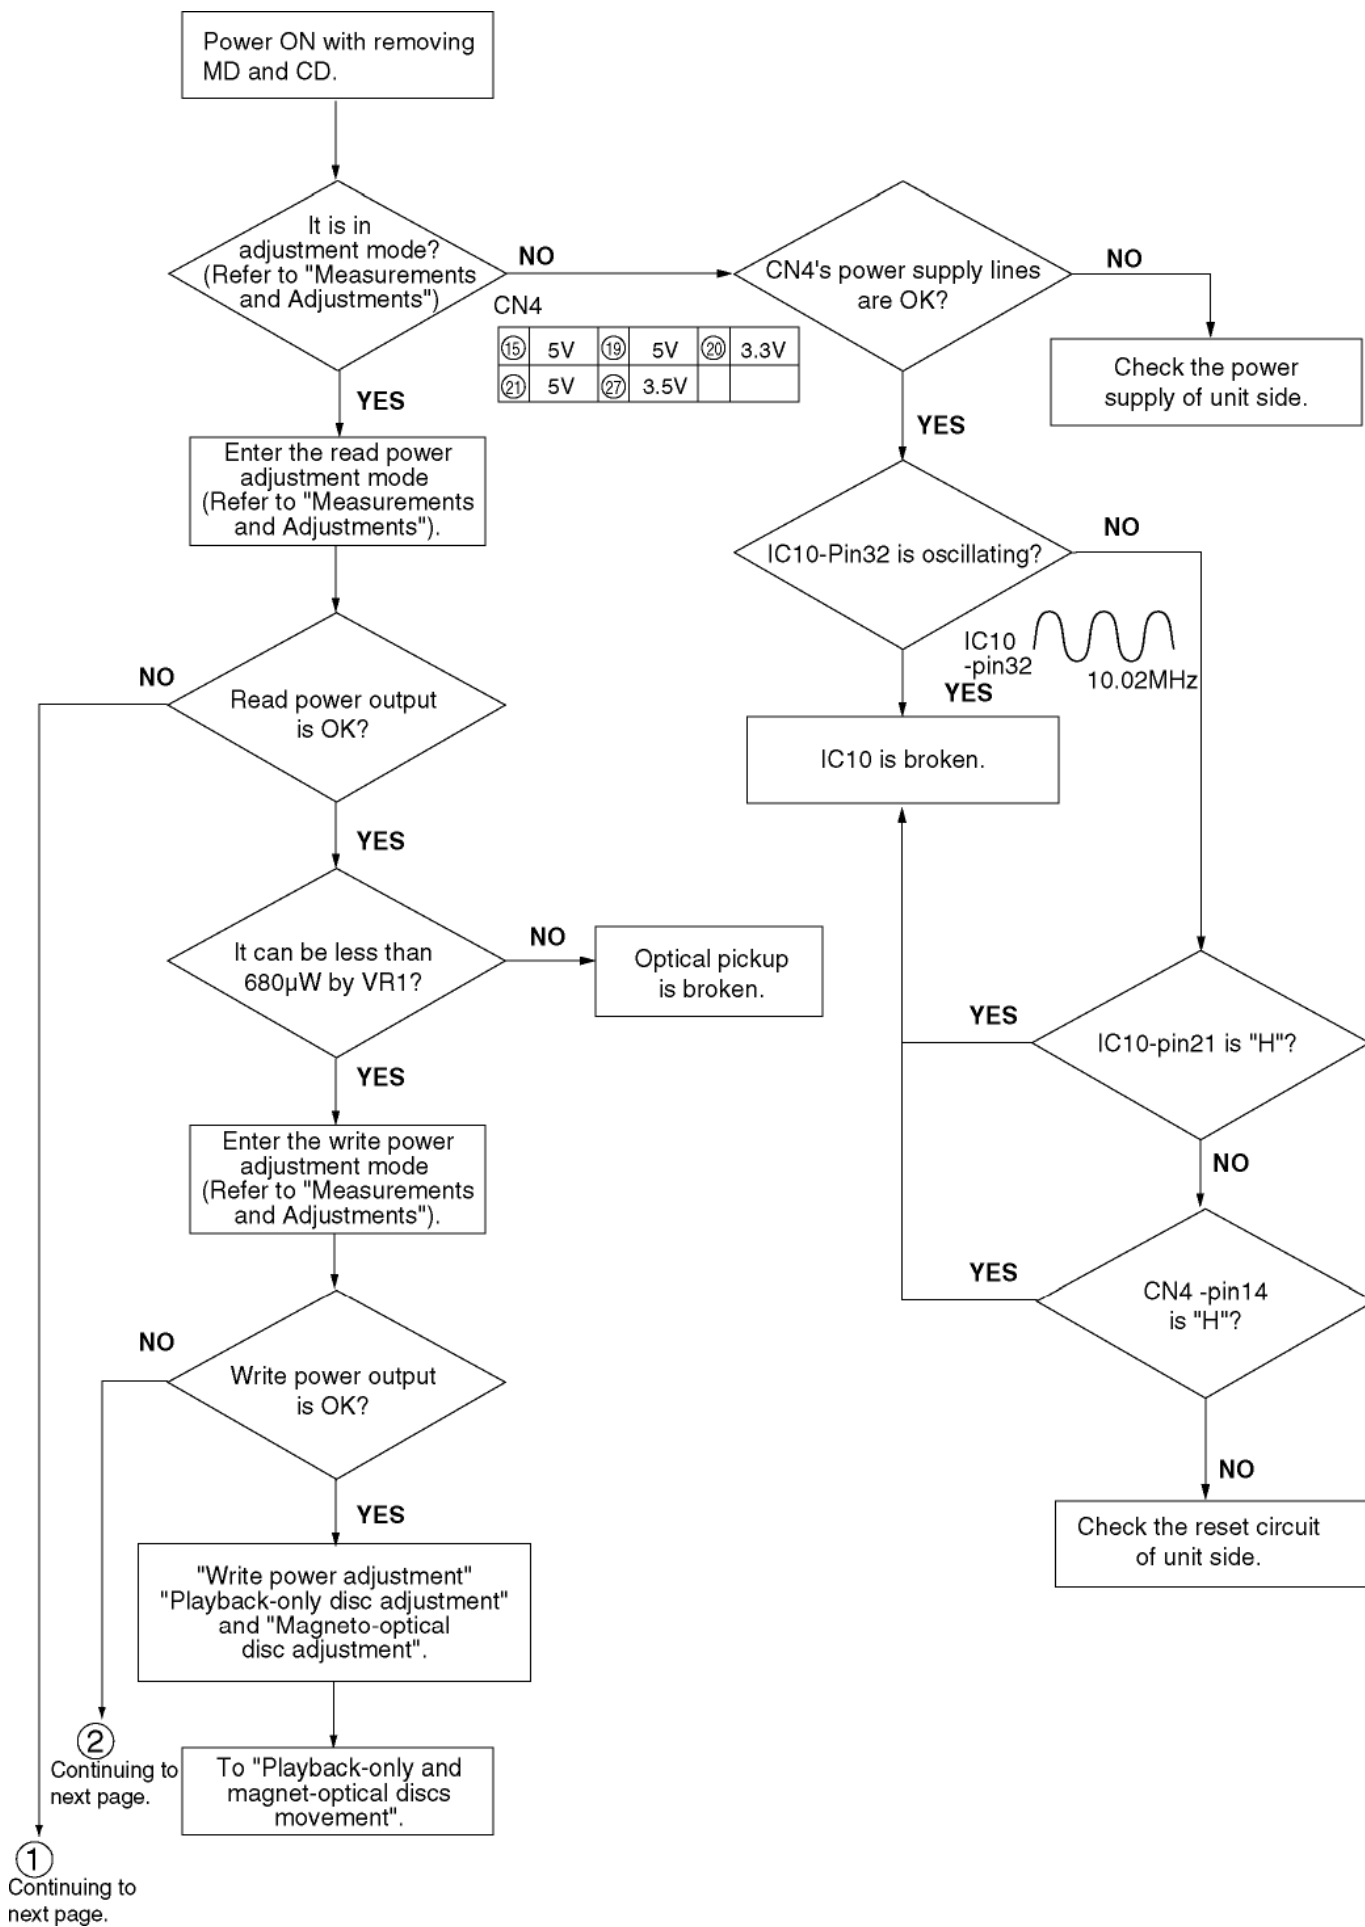 Power ON with removing
MD and CD.
It is in
adjustment mode?
(Refer to "Measurements
and Adjustments")
NO
CN4
⑮ 5V ⑲ 5V ⑳ 3.3V
㉑ 5V ㉗ 3.5V
CN4's power supply lines
are OK?
NO
Check the power
supply of unit side.
YES
YES
Enter the read power
adjustment mode
(Refer to "Measurements
and Adjustments").
IC10-Pin32 is oscillating?
NO
IC10
-pin32
10.02MHz
YES
IC10 is broken.
NO
Read power output
is OK?
YES
It can be less than
680µW by VR1?
NO
Optical pickup
is broken.
YES
IC10-pin21 is "H"?
YES
NO
Enter the write power
adjustment mode
(Refer to "Measurements
and Adjustments").
YES
CN4 -pin14
is "H"?
NO
Check the reset circuit
of unit side.
NO
Write power output
is OK?
YES
"Write power adjustment"
"Playback-only disc adjustment"
and "Magneto-optical
disc adjustment".
②
Continuing to
next page.
To "Playback-only and
magnet-optical discs
movement".
①
Continuing to
next page.